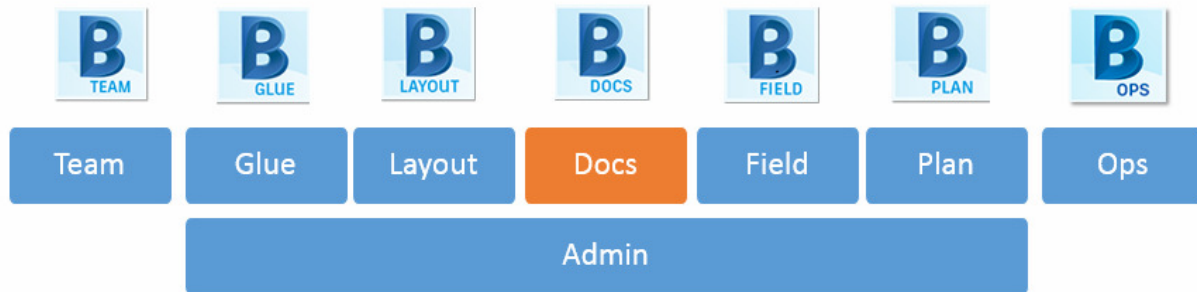 B TEAM
B GLUE
B LAYOUT
B DOCS
B FIELD
B PLAN
B OPS
Team Glue Layout Docs Field Plan Ops
Admin